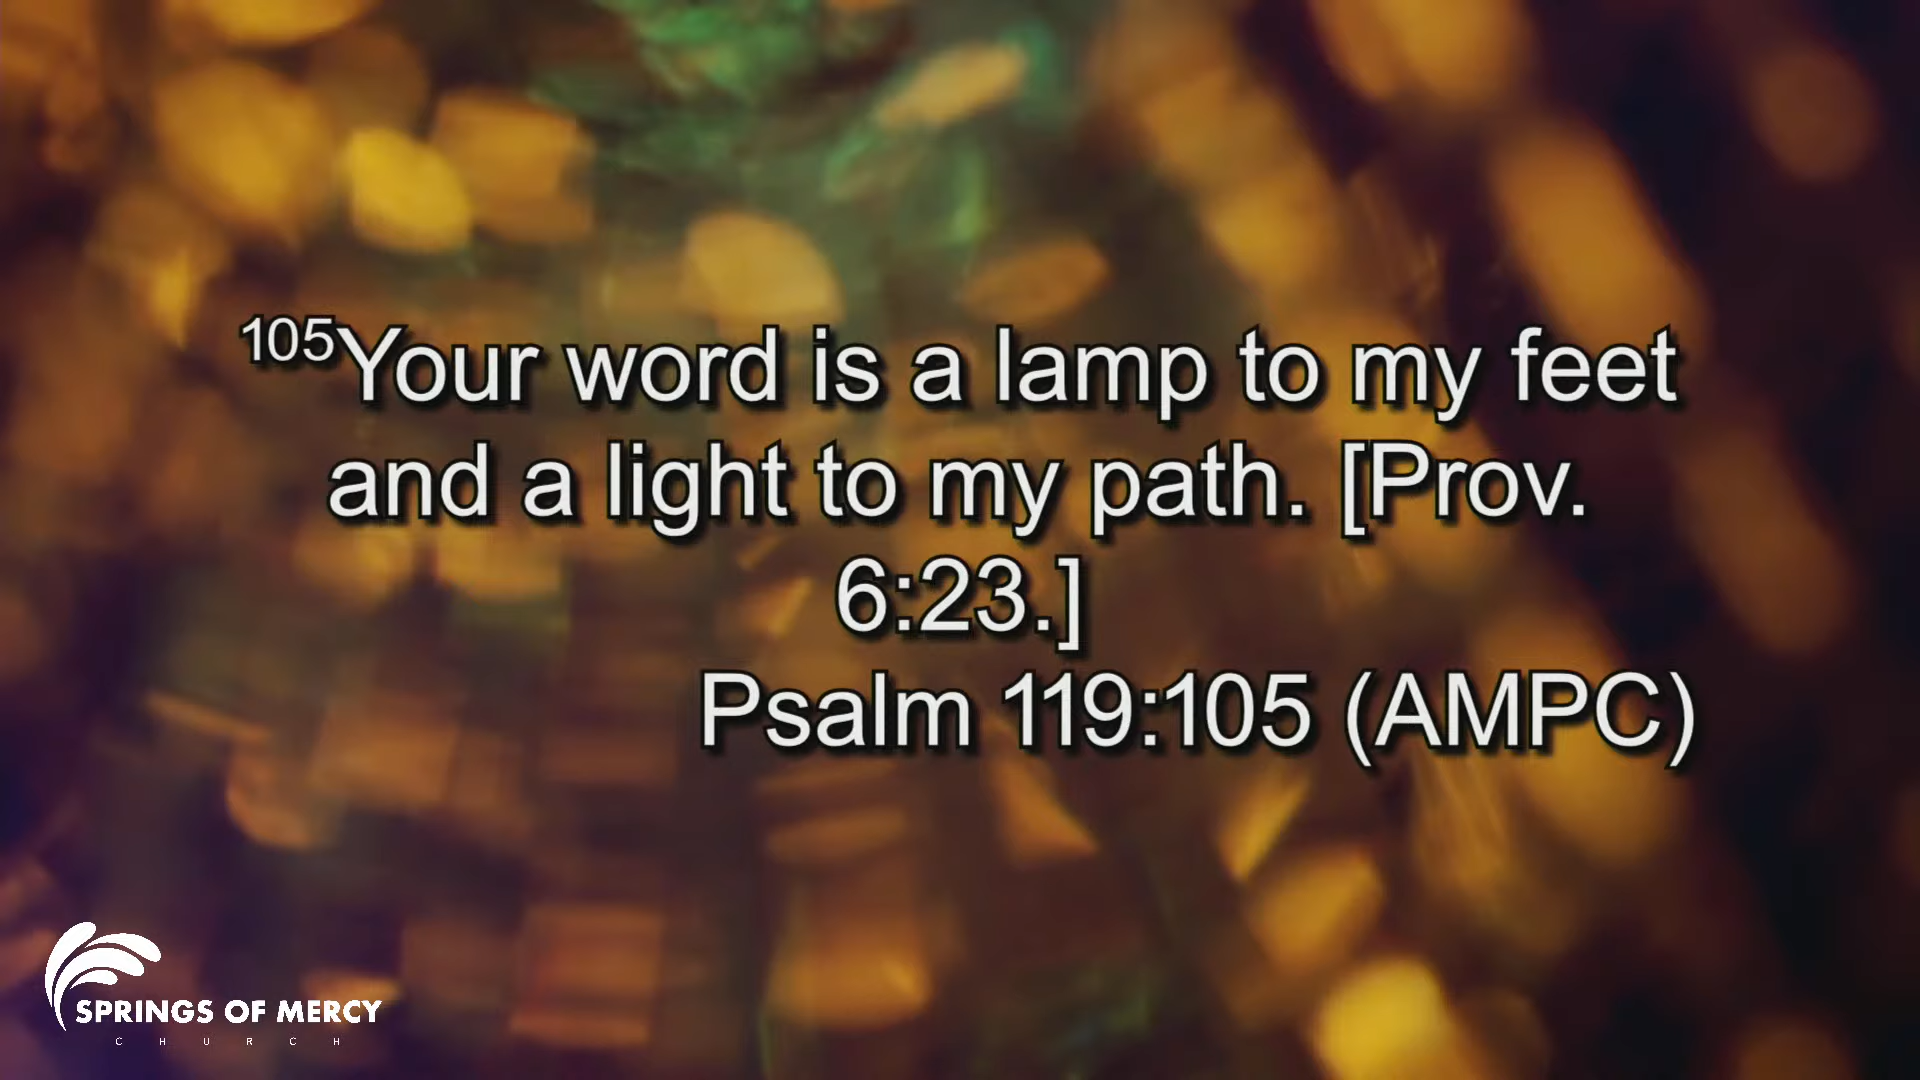 105Your word is a lamp to my feet
and a light to my path. [Prov.
6:23.]
Psalm 119:105 (AMPC)
SPRINGS OF MERCY
CHURCH